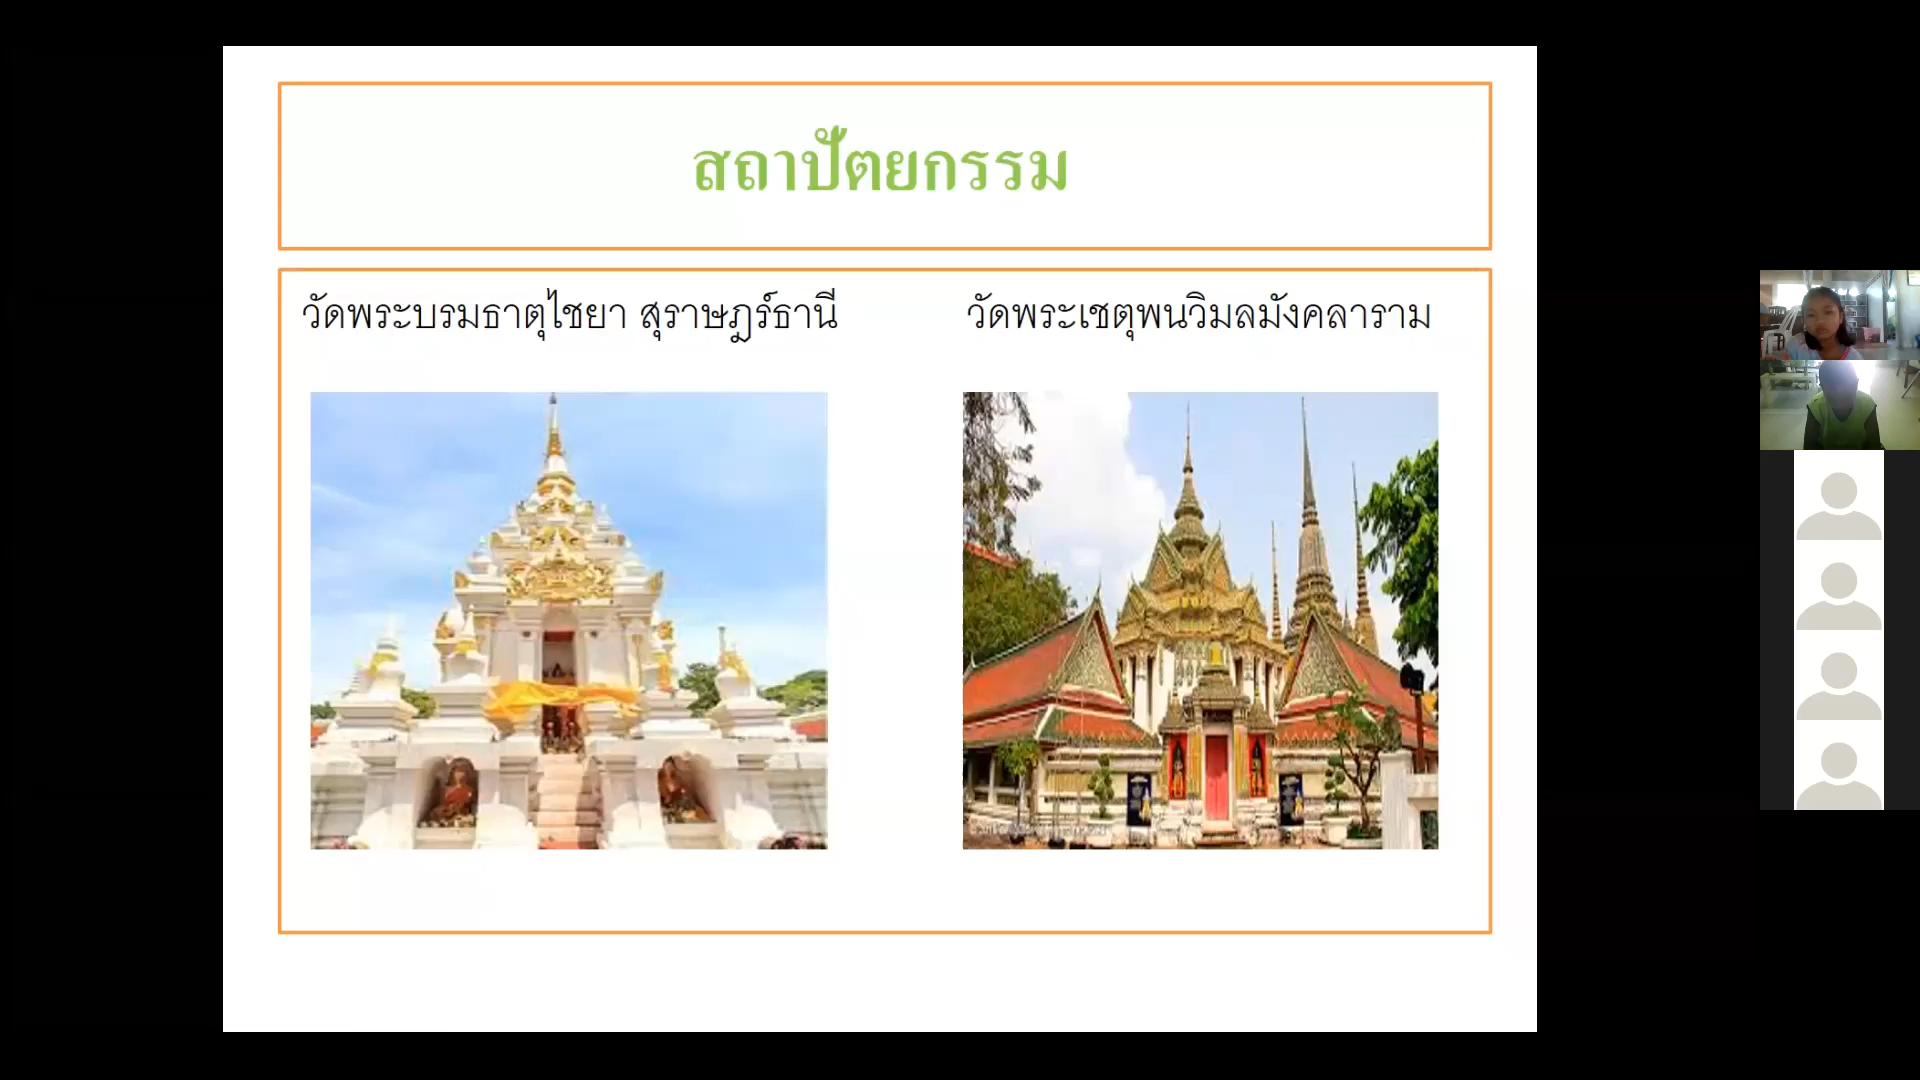 สถาปัตยกรรม
วัดพระบรมธาตุไชยา สุราษฎร์ธานี
วัดพระเชตุพนวิมลมังคลาราม